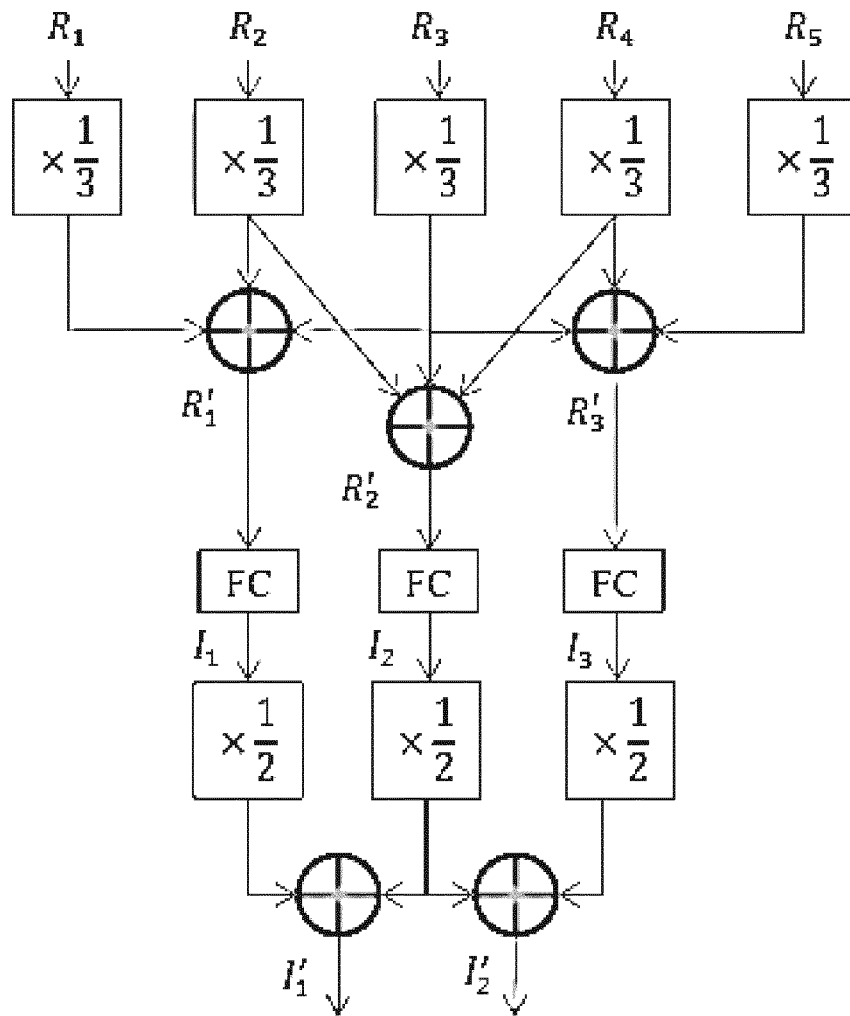 R₁ R₂ R₃ R₄ R₅
× 1/3 × 1/3 × 1/3 × 1/3 × 1/3
R′₁ R′₃
R′₂
FC FC FC
I₁ I₂ I₃
× 1/2 × 1/2 × 1/2
I′₁ I′₂